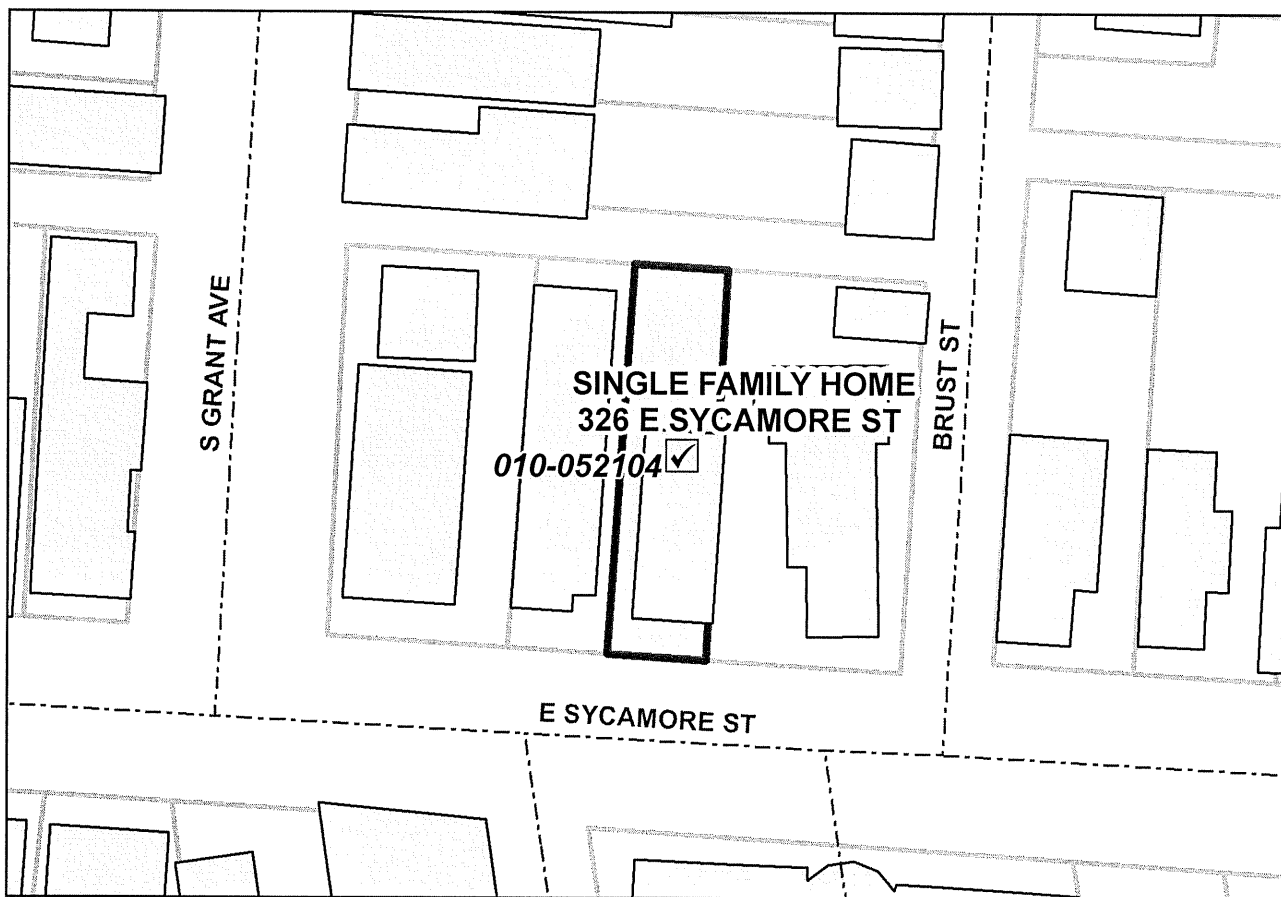 S GRANT AVE
BRUST ST
SINGLE FAMILY HOME
326 E SYCAMORE ST
010-052104
E SYCAMORE ST